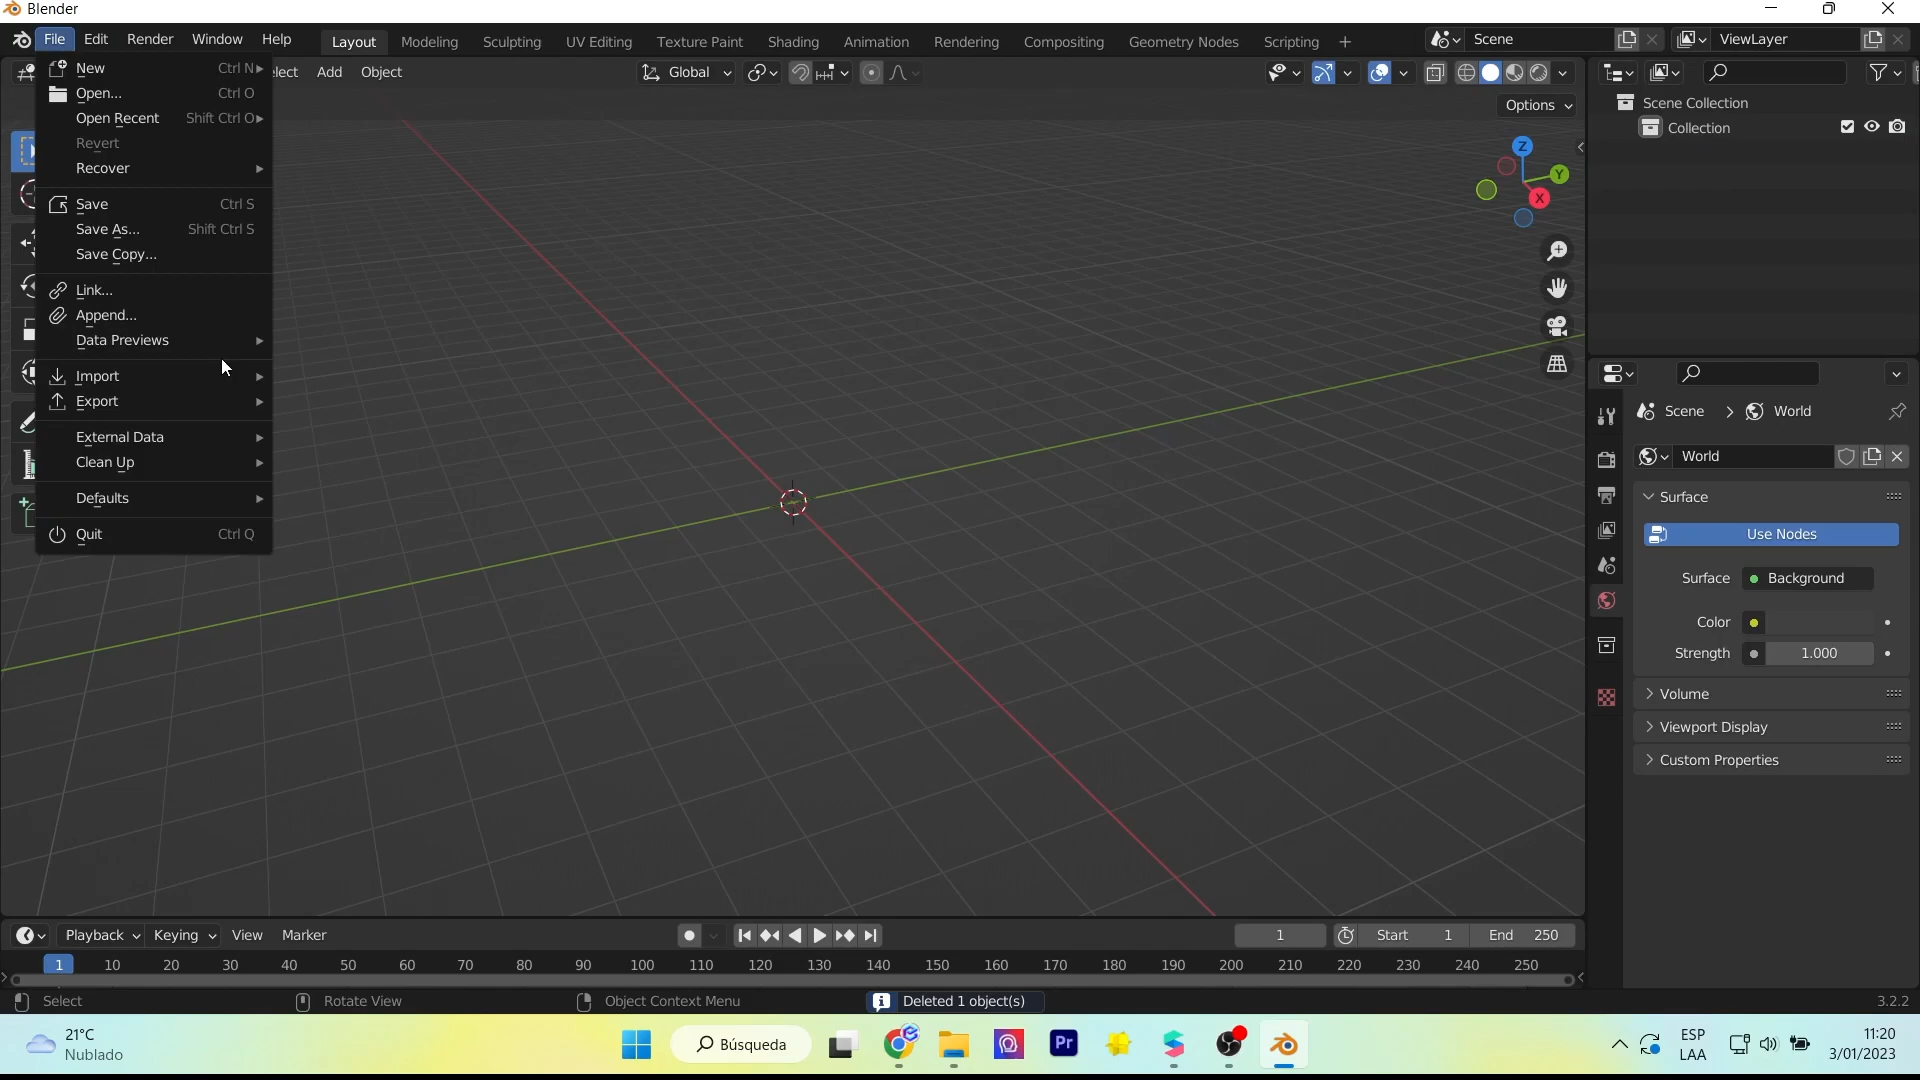 Blender
File Edit Render Window Help Layout Modeling Sculpting UV Editing Texture Paint Shading Animation Rendering Compositing Geometry Nodes Scripting + Scene ViewLayer
lect Add Object Global
Options
New Ctrl N
Open... Ctrl O
Open Recent Shift Ctrl O
Revert
Recover
Save Ctrl S
Save As... Shift Ctrl S
Save Copy...
Link...
Append...
Data Previews
Import
Export
External Data
Clean Up
Defaults
Quit Ctrl Q
Z
Y
X
Scene Collection
Collection
Scene > World
World
Surface
Use Nodes
Surface Background
Color
Strength 1.000
Volume
Viewport Display
Custom Properties
Playback Keying View Marker 1 Start 1 End 250
1 10 20 30 40 50 60 70 80 90 100 110 120 130 140 150 160 170 180 190 200 210 220 230 240 250
Select Rotate View Object Context Menu Deleted 1 object(s) 3.2.2
21°C
Nublado
Búsqueda
Pr
ESP
LAA
11:20
3/01/2023